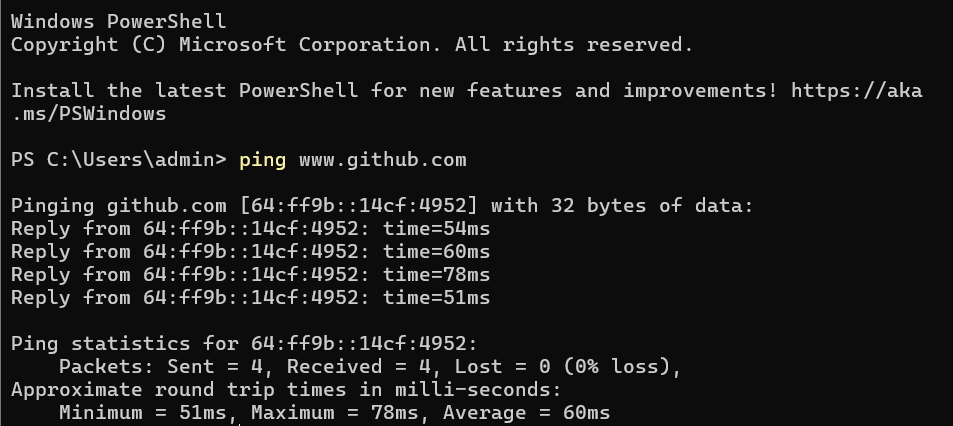 Windows PowerShell
Copyright (C) Microsoft Corporation. All rights reserved.
Install the latest PowerShell for new features and improvements! https://aka
.ms/PSWindows
PS C:\Users\admin> ping www.github.com
Pinging github.com [64:ff9b::14cf:4952] with 32 bytes of data:
Reply from 64:ff9b::14cf:4952: time=54ms
Reply from 64:ff9b::14cf:4952: time=60ms
Reply from 64:ff9b::14cf:4952: time=78ms
Reply from 64:ff9b::14cf:4952: time=51ms
Ping statistics for 64:ff9b::14cf:4952:
    Packets: Sent = 4, Received = 4, Lost = 0 (0% loss),
Approximate round trip times in milli-seconds:
    Minimum = 51ms, Maximum = 78ms, Average = 60ms